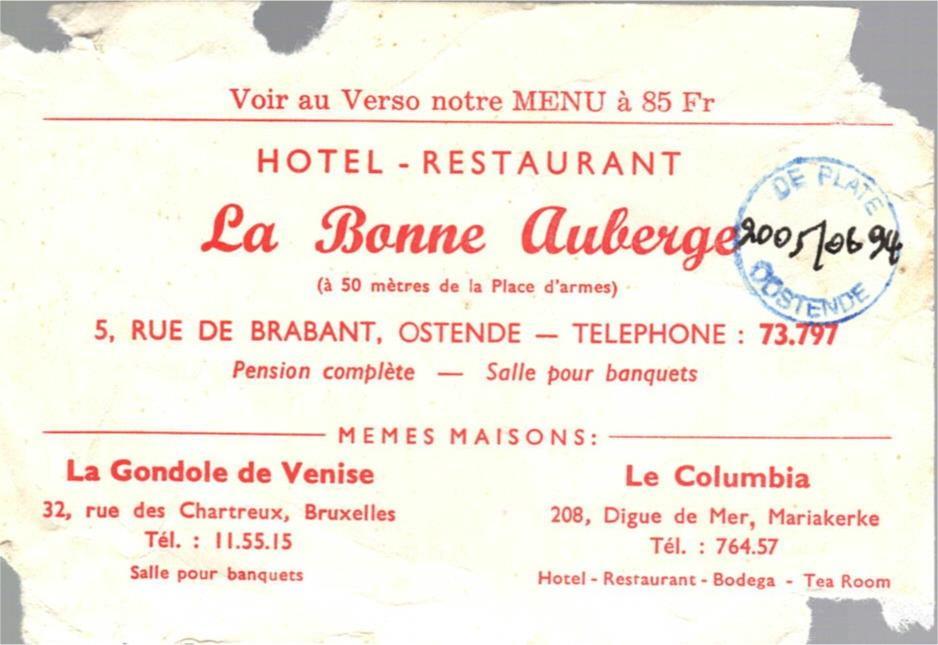 Voir au Verso notre MENU à 85 Fr
HOTEL - RESTAURANT
La Bonne Auberge
(à 50 mètres de la Place d'armes)
5, RUE DE BRABANT, OSTENDE — TELEPHONE : 73.797
Pension complète — Salle pour banquets
DE PLATE
2005/0694
OOSTENDE
MEMES MAISONS:
La Gondole de Venise
32, rue des Chartreux, Bruxelles
Tél. : 11.55.15
Salle pour banquets
Le Columbia
208, Digue de Mer, Mariakerke
Tél. : 764.57
Hotel - Restaurant - Bodega - Tea Room